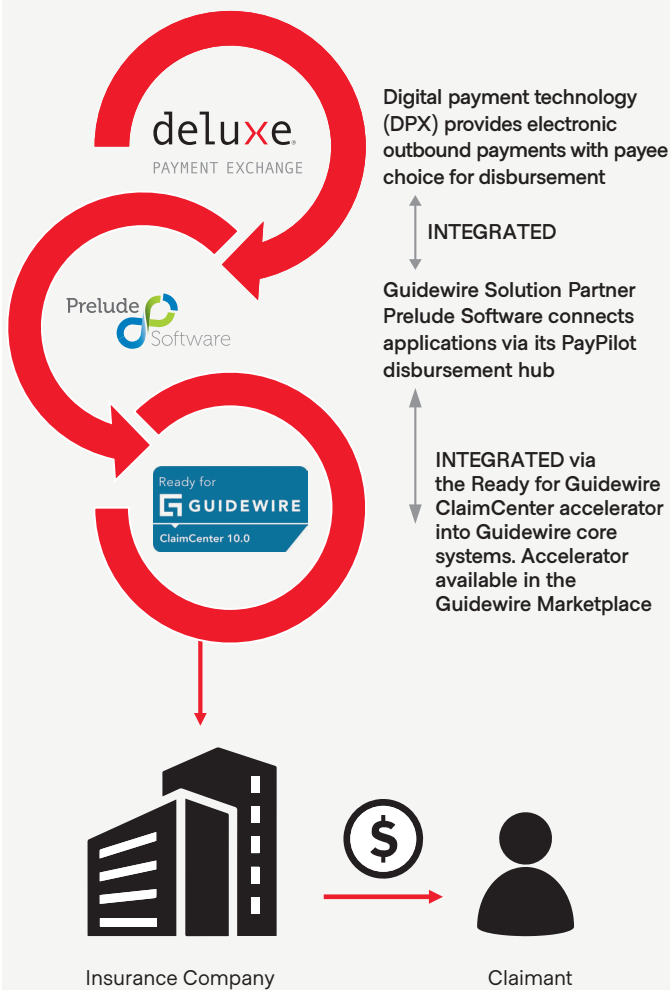 deluxe®
PAYMENT EXCHANGE
Digital payment technology
(DPX) provides electronic
outbound payments with payee
choice for disbursement
INTEGRATED
Prelude
Software
Guidewire Solution Partner
Prelude Software connects
applications via its PayPilot
disbursement hub
Ready for
GUIDEWIRE
ClaimCenter 10.0
INTEGRATED via
the Ready for Guidewire
ClaimCenter accelerator
into Guidewire core
systems. Accelerator
available in the
Guidewire Marketplace
$
Insurance Company
Claimant